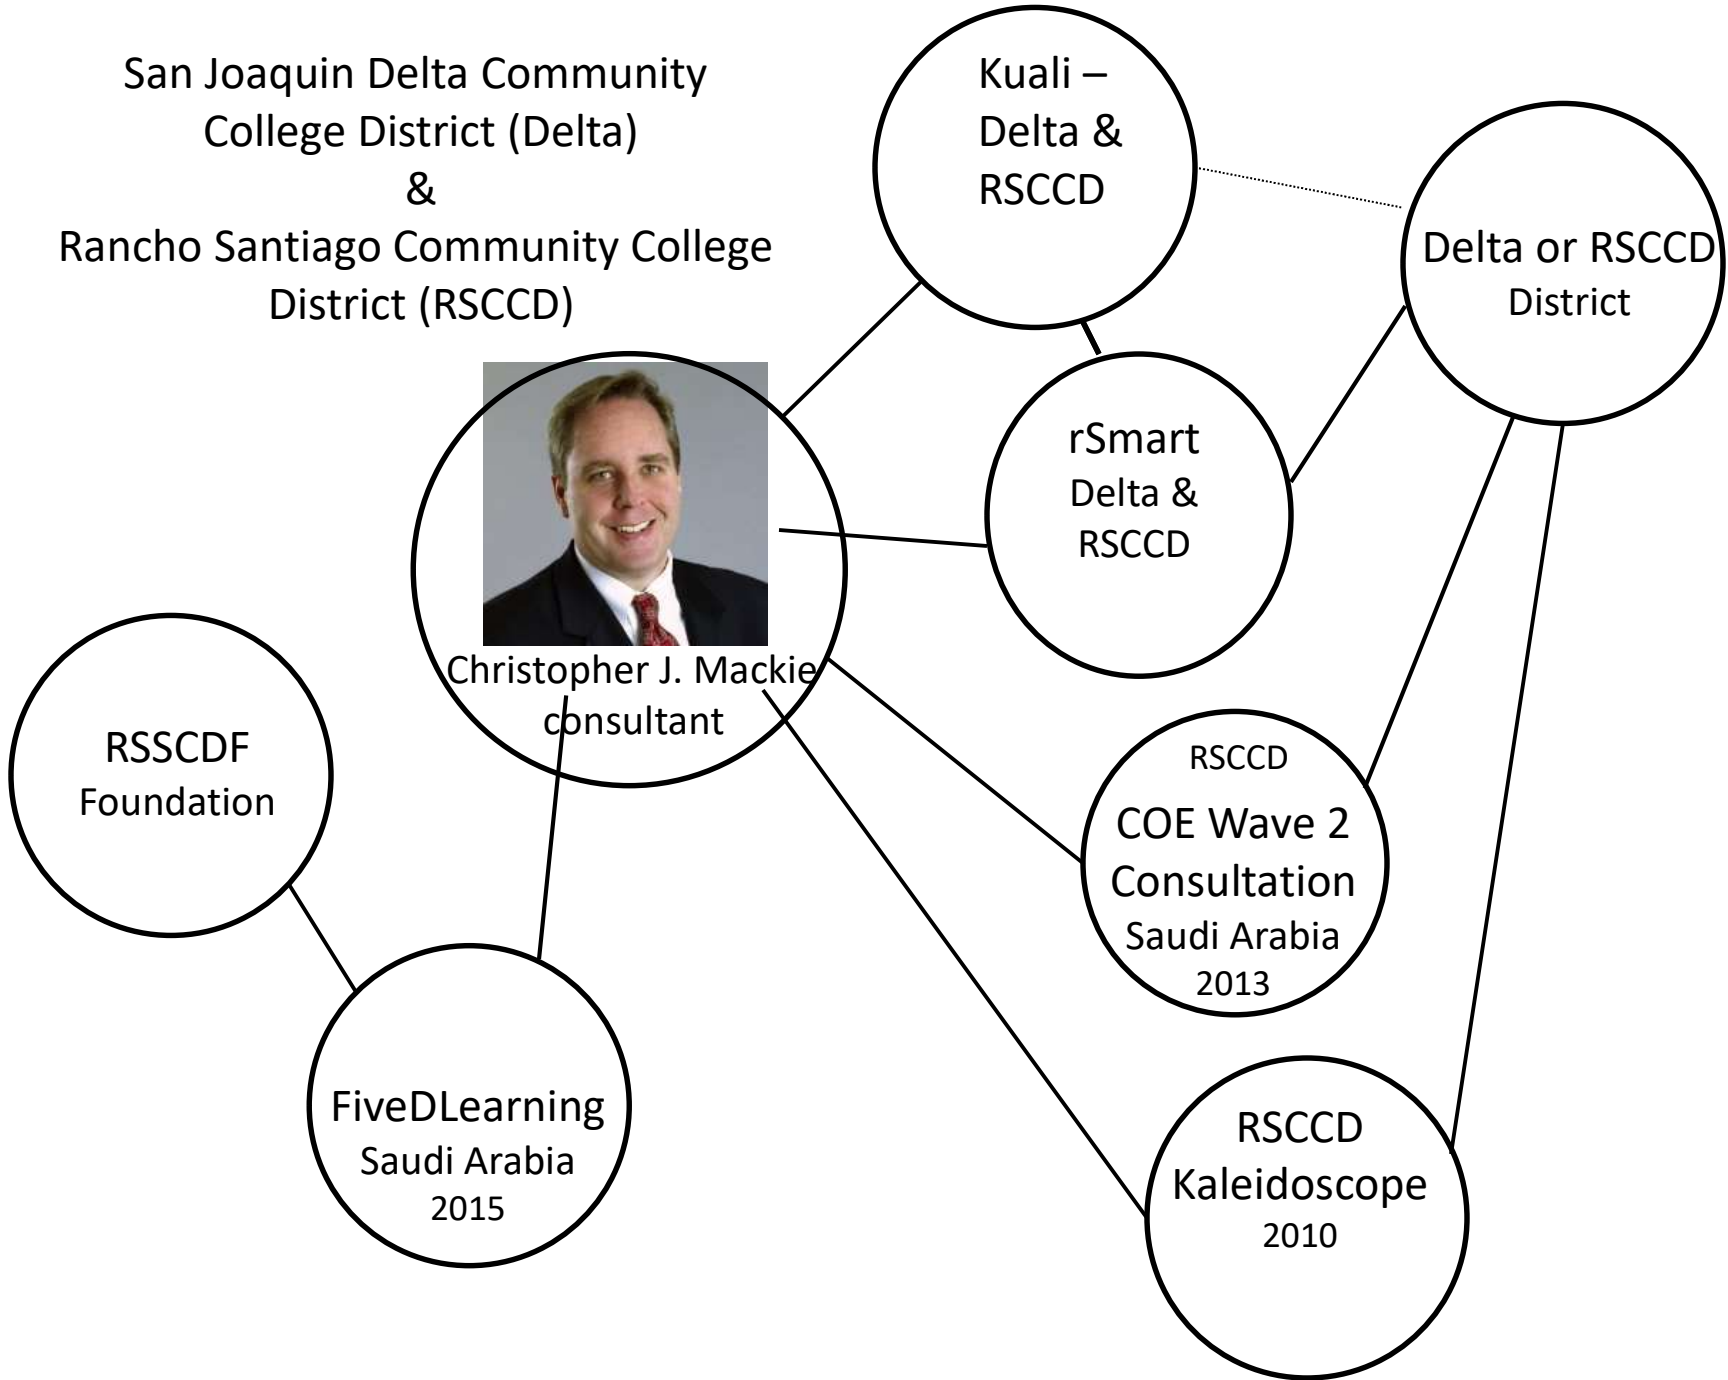 San Joaquin Delta Community
College District (Delta)
&
Rancho Santiago Community College
District (RSCCD)
Kuali –
Delta &
RSCCD
Delta or RSCCD
District
rSmart
Delta &
RSCCD
Christopher J. Mackie
consultant
RSSCDF
Foundation
RSCCD
COE Wave 2
Consultation
Saudi Arabia
2013
FiveDLearning
Saudi Arabia
2015
RSCCD
Kaleidoscope
2010